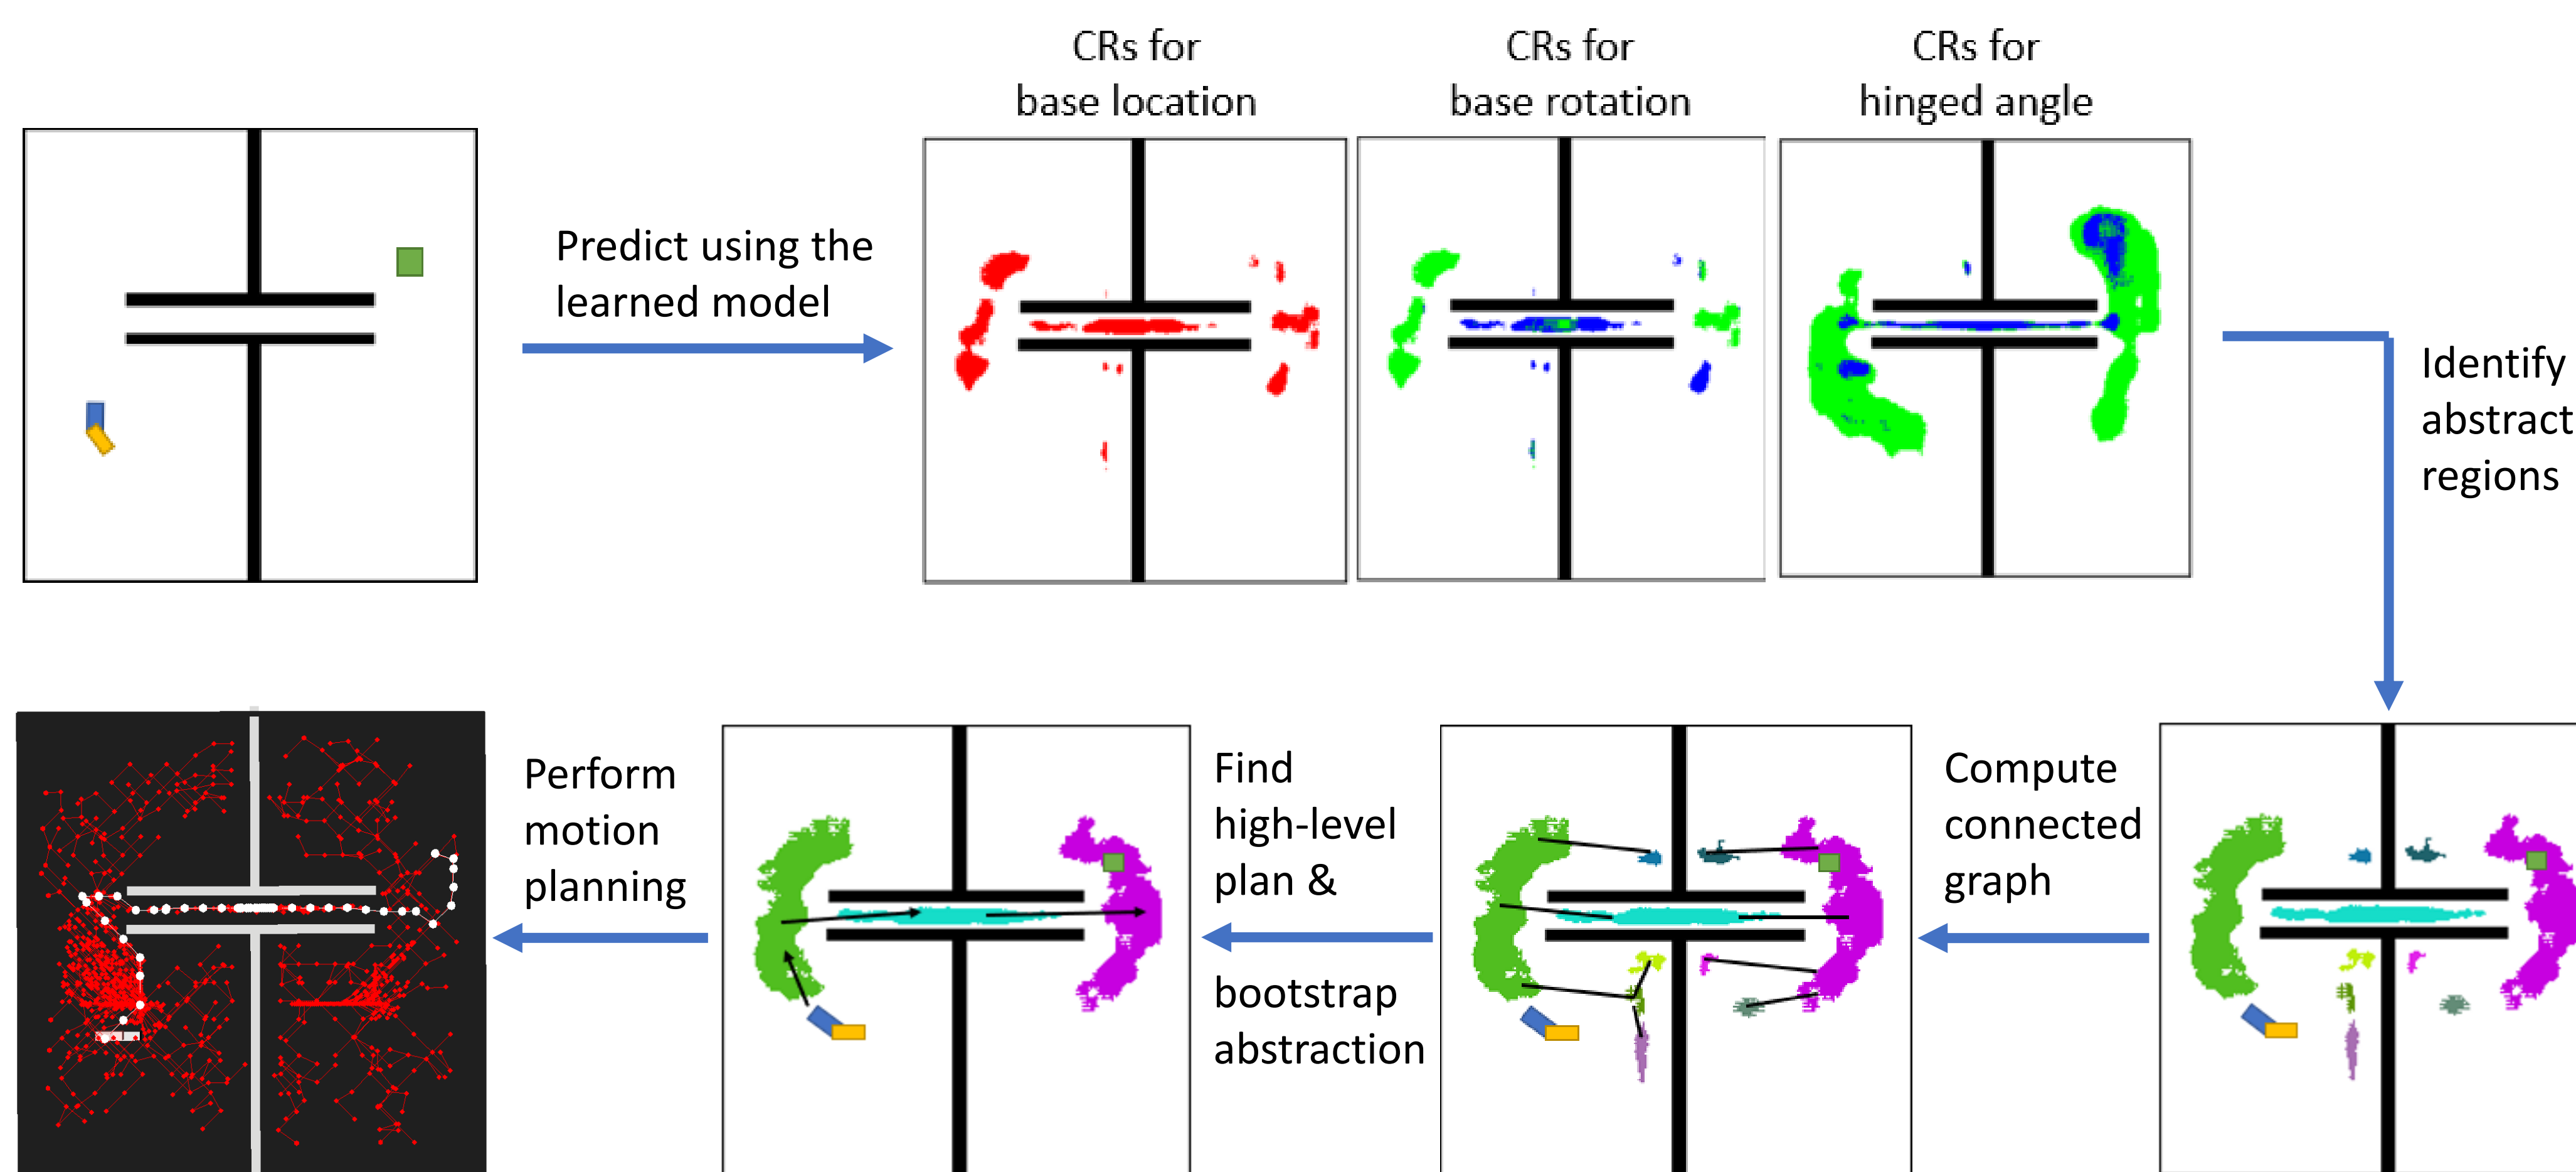 CRs for
base location
CRs for
base rotation
CRs for
hinged angle
Predict using the
learned model
Identify
abstract
regions
Perform
motion
planning
Find
high-level
plan &
bootstrap
abstraction
Compute
connected
graph